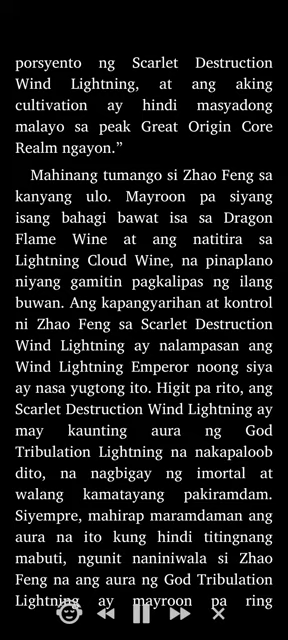 porsyento ng Scarlet Destruction
Wind Lightning, at ang aking
cultivation ay hindi masyadong
malayo sa peak Great Origin Core
Realm ngayon.”
Mahinang tumango si Zhao Feng sa
kanyang ulo. Mayroon pa siyang
isang bahagi bawat isa sa Dragon
Flame Wine at ang natitira sa
Lightning Cloud Wine, na pinaplano
niyang gamitin pagkalipas ng ilang
buwan. Ang kapangyarihan at kontrol
ni Zhao Feng sa Scarlet Destruction
Wind Lightning ay nalampasan ang
Wind Lightning Emperor noong siya
ay nasa yugtong ito. Higit pa rito, ang
Scarlet Destruction Wind Lightning ay
may kaunting aura ng God
Tribulation Lightning na nakapaloob
dito, na nagbigay ng imortal at
walang kamatayang pakiramdam.
Siyempre, mahirap maramdaman ang
aura na ito kung hindi titingnang
mabuti, ngunit naniniwala si Zhao
Feng na ang aura ng God Tribulation
Lightning ay mayroon pa ring